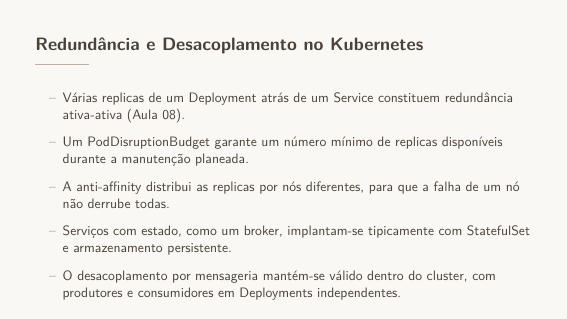 Redundância e Desacoplamento no Kubernetes
– Várias replicas de um Deployment atrás de um Service constituem redundância
ativa-ativa (Aula 08).
– Um PodDisruptionBudget garante um número mínimo de replicas disponíveis
durante a manutenção planeada.
– A anti-affinity distribui as replicas por nós diferentes, para que a falha de um nó
não derrube todas.
– Serviços com estado, como um broker, implantam-se tipicamente com StatefulSet
e armazenamento persistente.
– O desacoplamento por mensageria mantém-se válido dentro do cluster, com
produtores e consumidores em Deployments independentes.